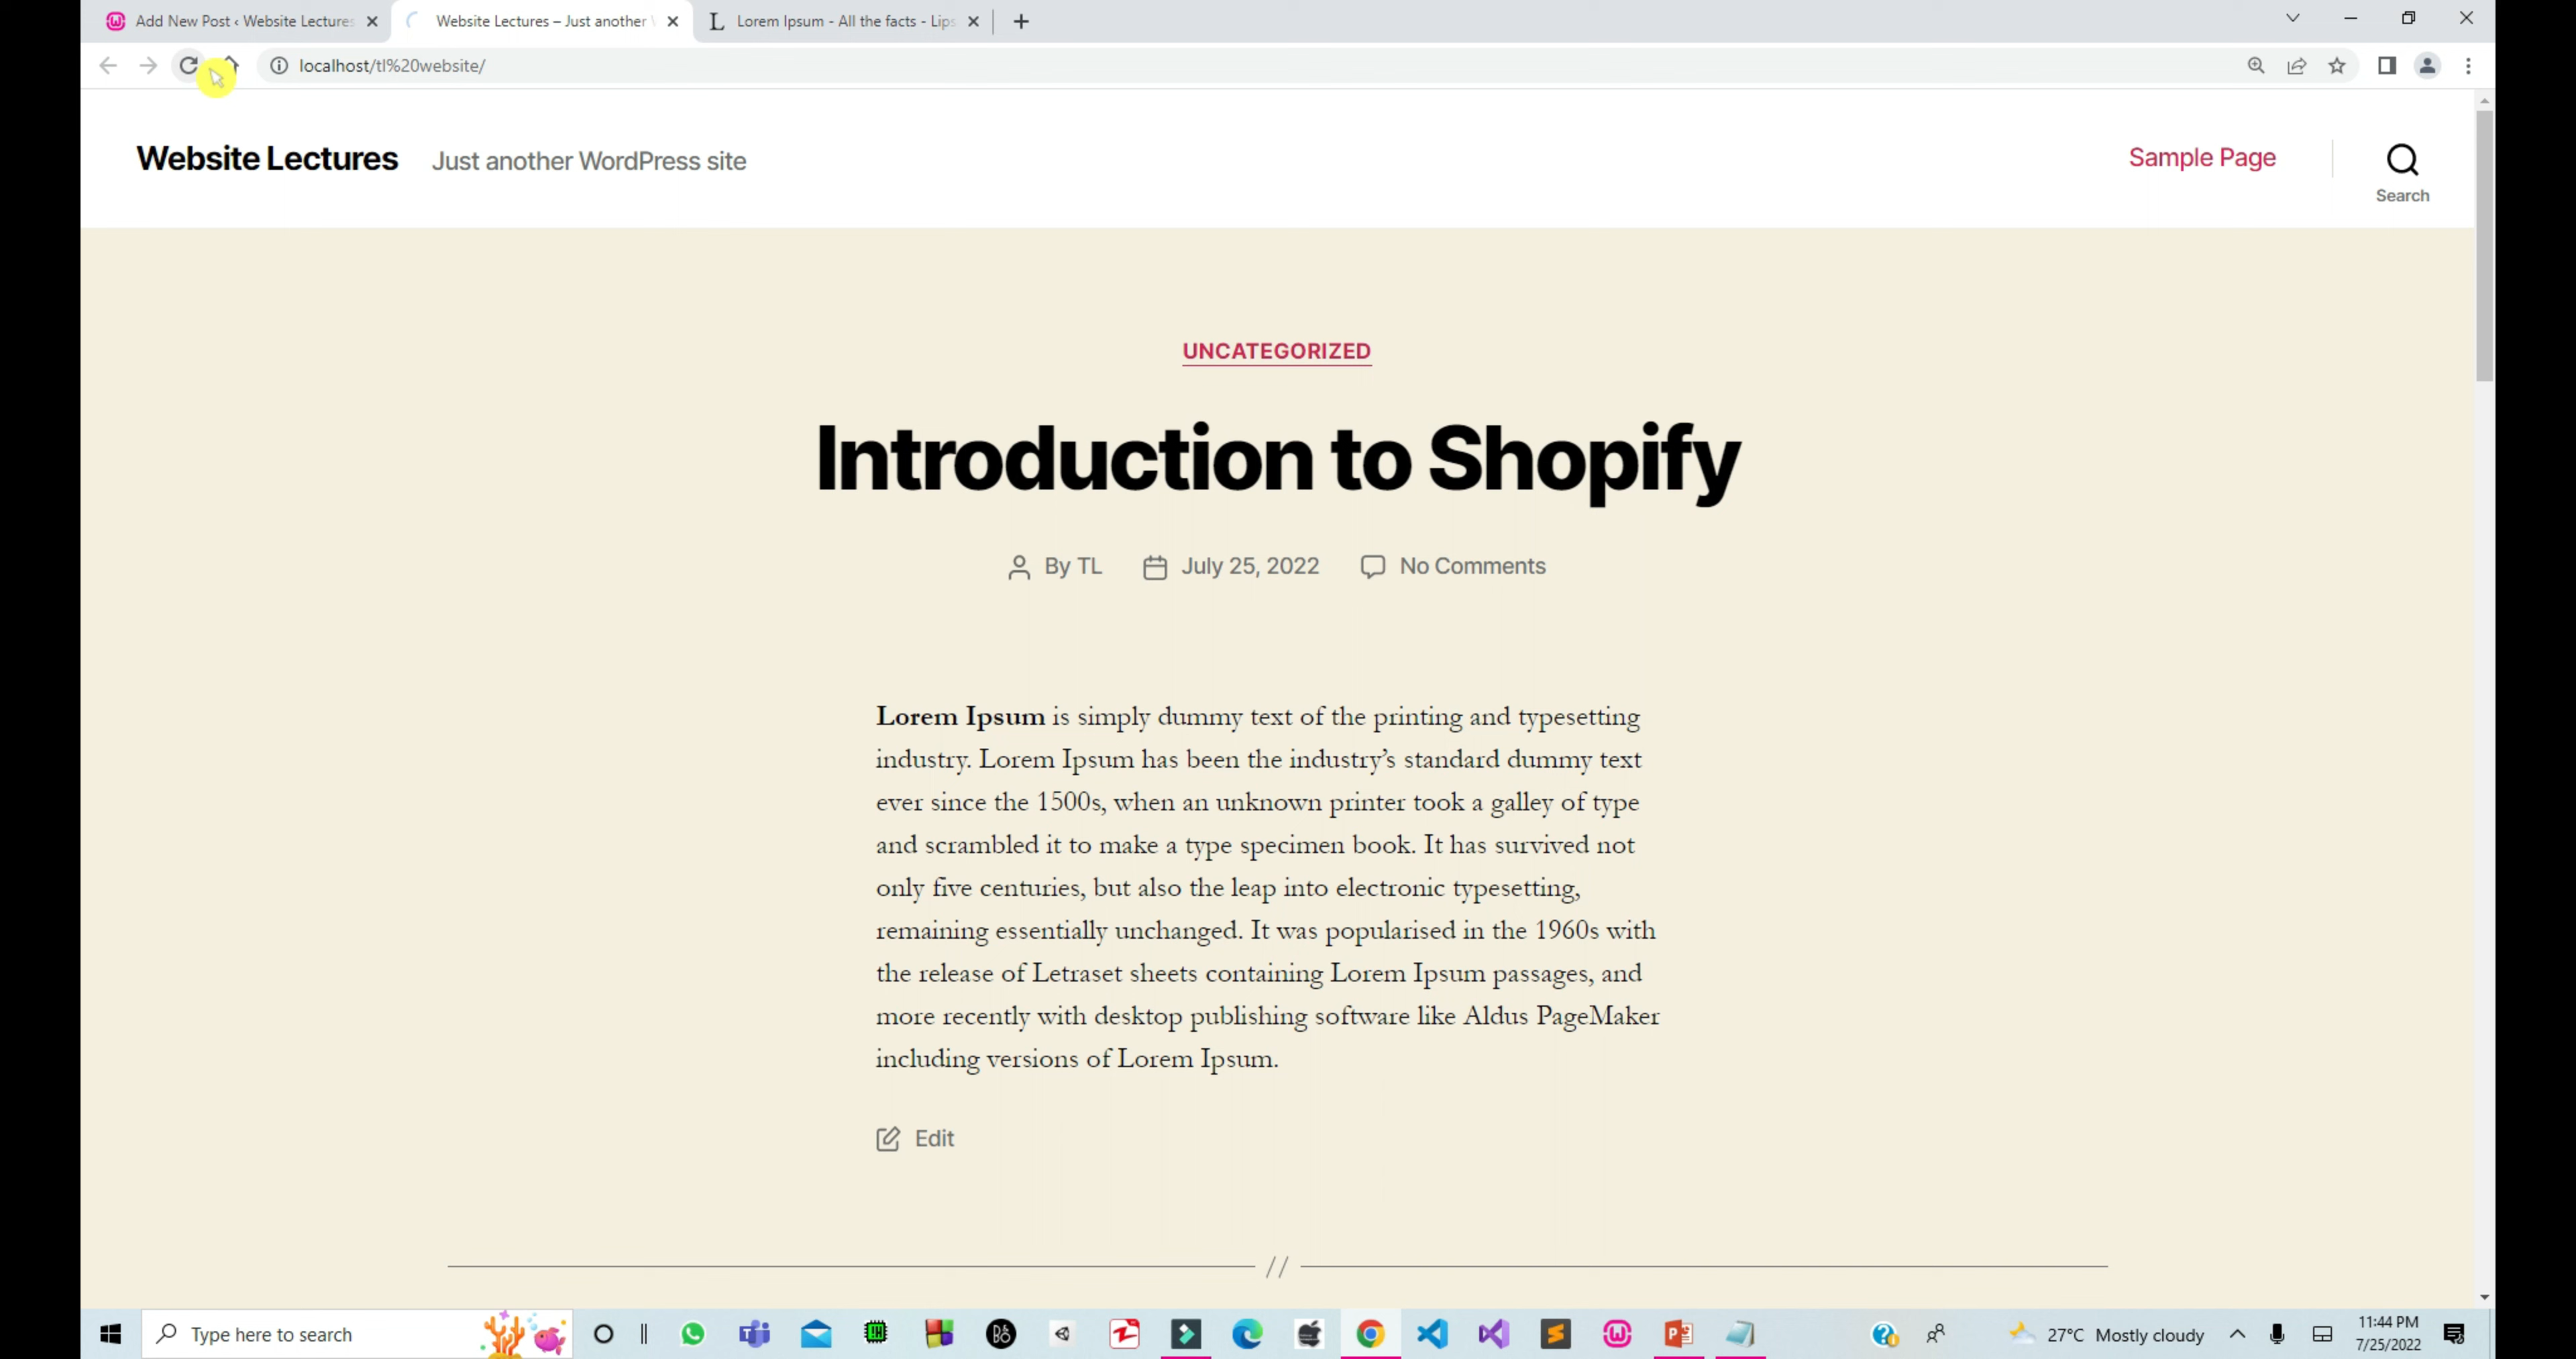 Add New Post ‹ Website Lectures
Website Lectures – Just another
Lorem Ipsum - All the facts - Lips
localhost/tl%20website/
Website Lectures
Just another WordPress site
Sample Page
Search
UNCATEGORIZED
Introduction to Shopify
By TL
July 25, 2022
No Comments
Lorem Ipsum is simply dummy text of the printing and typesetting
industry. Lorem Ipsum has been the industry’s standard dummy text
ever since the 1500s, when an unknown printer took a galley of type
and scrambled it to make a type specimen book. It has survived not
only five centuries, but also the leap into electronic typesetting,
remaining essentially unchanged. It was popularised in the 1960s with
the release of Letraset sheets containing Lorem Ipsum passages, and
more recently with desktop publishing software like Aldus PageMaker
including versions of Lorem Ipsum.
Edit
//
Type here to search
27°C Mostly cloudy
11:44 PM
7/25/2022